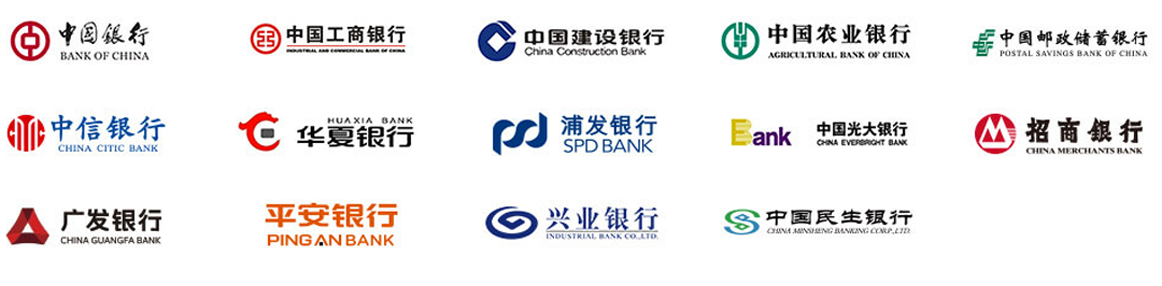 中国银行
BANK OF CHINA
中国工商银行
INDUSTRIAL AND COMMERCIAL BANK OF CHINA
中国建设银行
China Construction Bank
中国农业银行
AGRICULTURAL BANK OF CHINA
中国邮政储蓄银行
POSTAL SAVINGS BANK OF CHINA
中信银行
CHINA CITIC BANK
HUAXIA BANK
华夏银行
浦发银行
SPD BANK
Bank
中国光大银行
CHINA EVERBRIGHT BANK
招商银行
CHINA MERCHANTS BANK
广发银行
CHINA GUANGFA BANK
平安银行
PING AN BANK
兴业银行
INDUSTRIAL BANK CO.,LTD.
中国民生银行
CHINA MINSHENG BANKING CORP.,LTD.